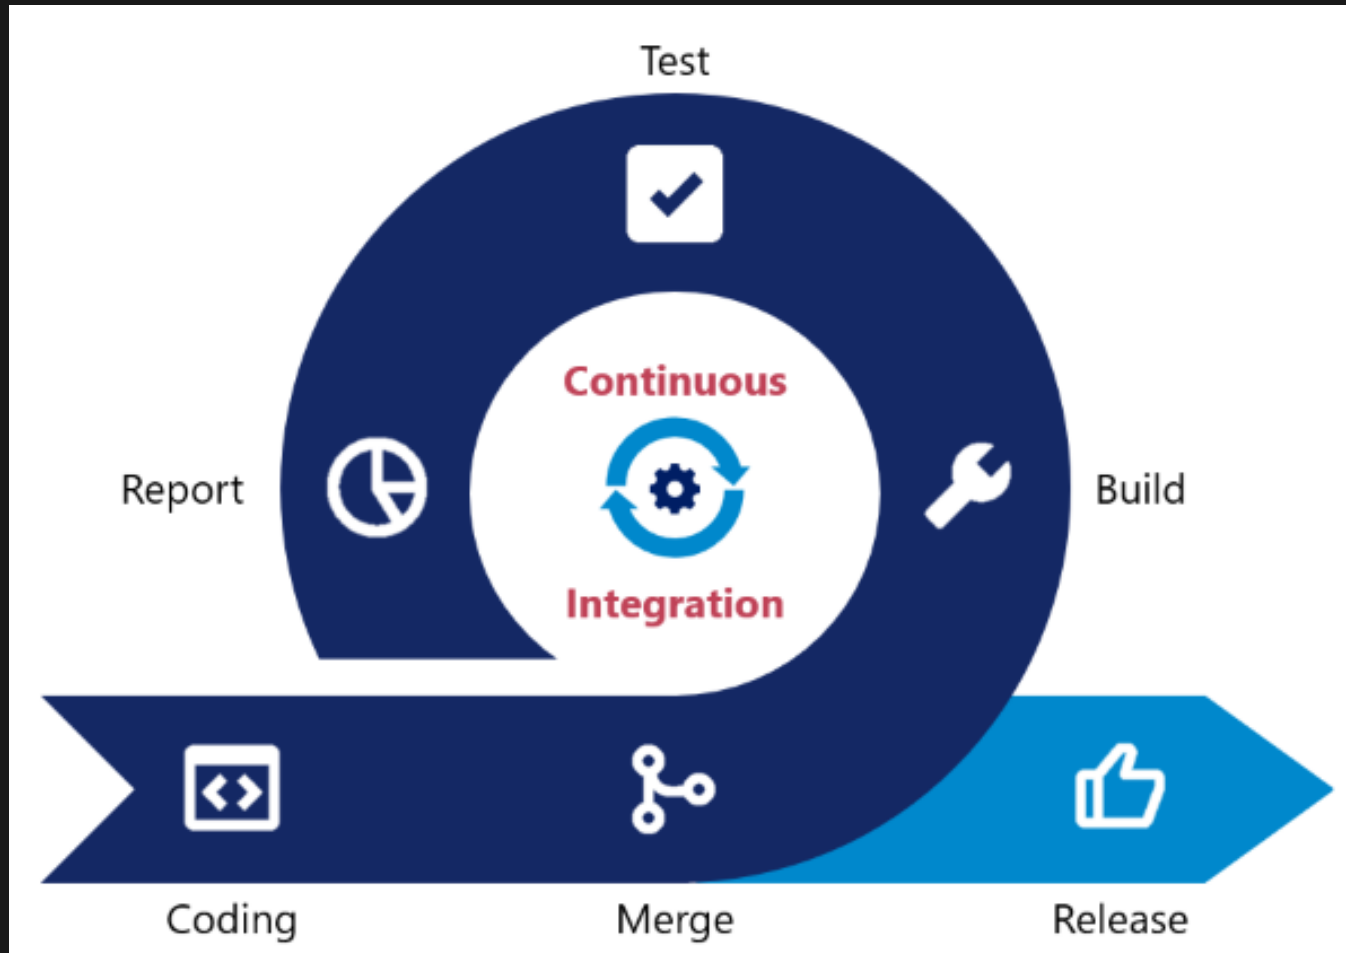 Test
Continuous
Report
Build
Integration
Coding
Merge
Release